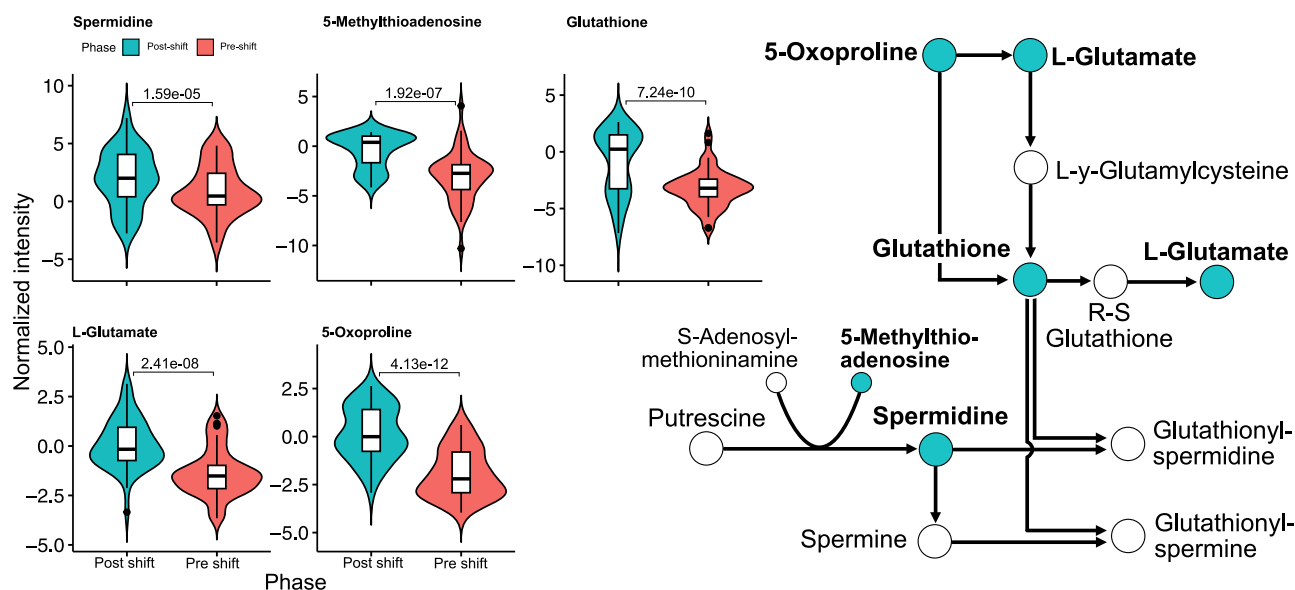 Spermidine
5-Methylthioadenosine
Glutathione
Phase Post-shift Pre-shift
Normalized intensity
10
5
0
−5
1.59e-05
5
0
−5
−10
1.92e-07
5
0
−5
−10
7.24e-10
L-Glutamate
5-Oxoproline
5.0
2.5
0.0
−2.5
−5.0
2.41e-08
2.5
0.0
−2.5
−5.0
4.13e-12
Post shift Pre shift
Post shift Pre shift
Phase
5-Oxoproline
L-Glutamate
L-y-Glutamylcysteine
Glutathione
L-Glutamate
R-S
Glutathione
S-Adenosyl-
methioninamine
5-Methylthio-
adenosine
Putrescine
Spermidine
Glutathionyl-
spermidine
Spermine
Glutathionyl-
spermine